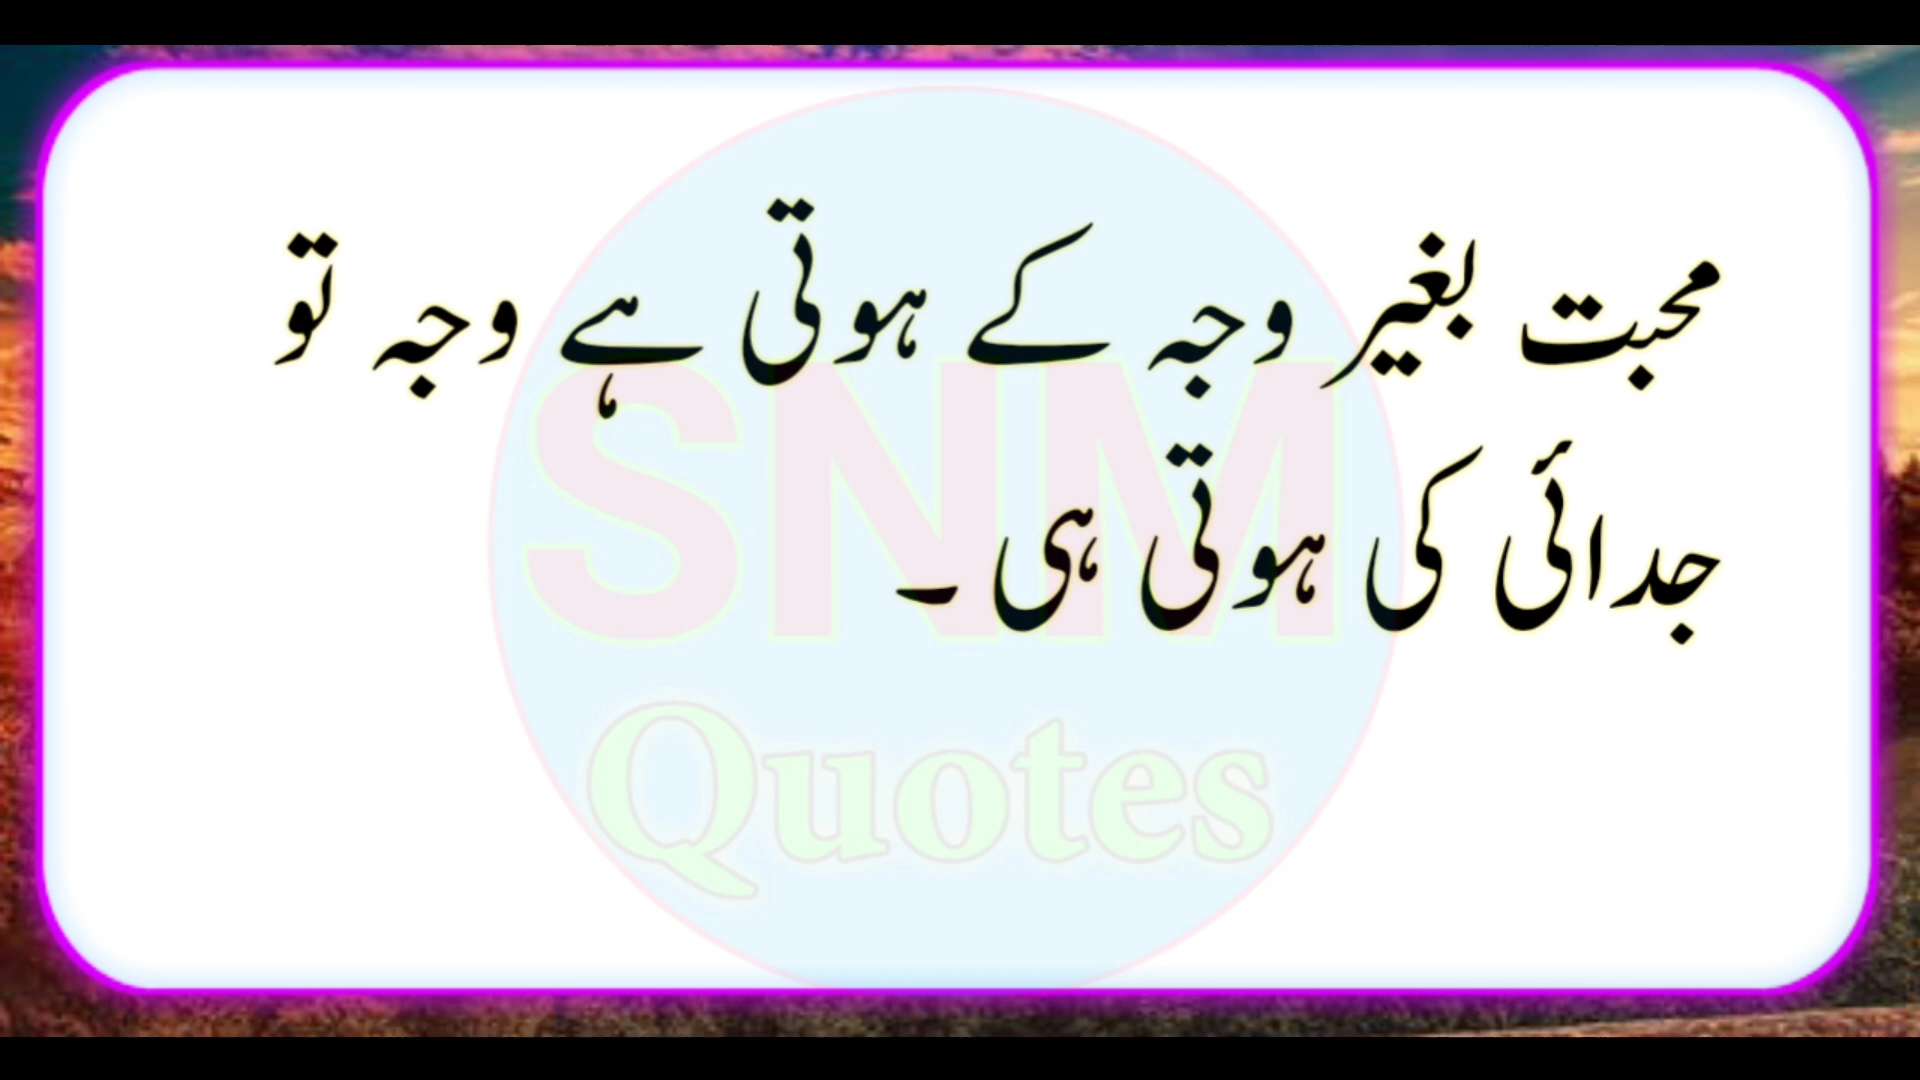 محبت بغیر وجہ کے ہوتی ہے وجہ تو
جدائی کی ہوتی ہی ۔
SNM
Quotes